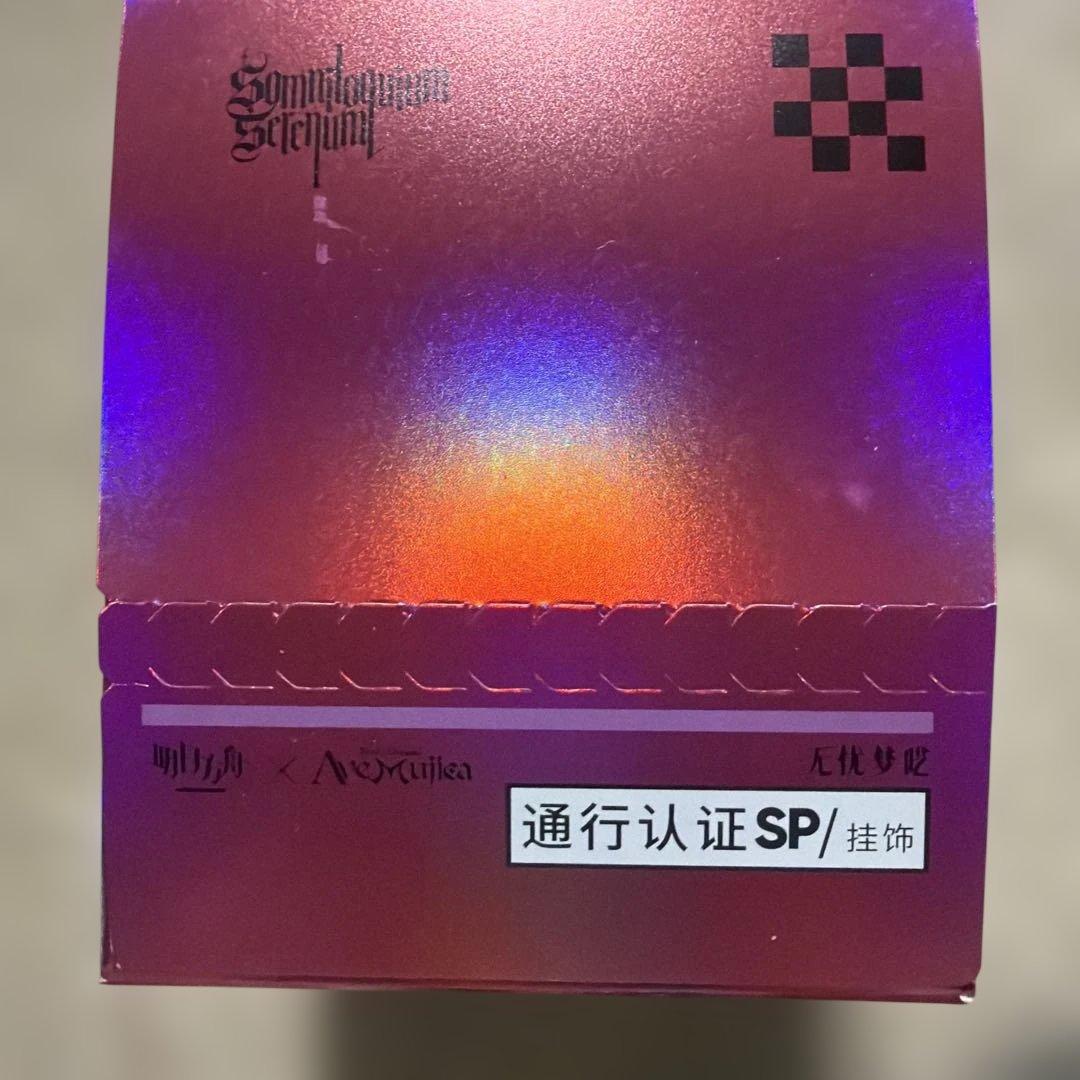 Somniloquium
Serenum
明日方舟 × Ave Mujica
无忧梦呓
通行认证SP/挂饰